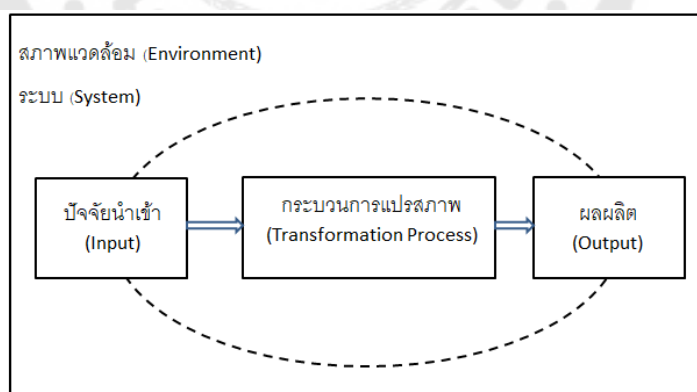 สภาพแวดล้อม (Environment)
ระบบ (System)
ปัจจัยนำเข้า
(Input)
กระบวนการแปรสภาพ
(Transformation Process)
ผลผลิต
(Output)